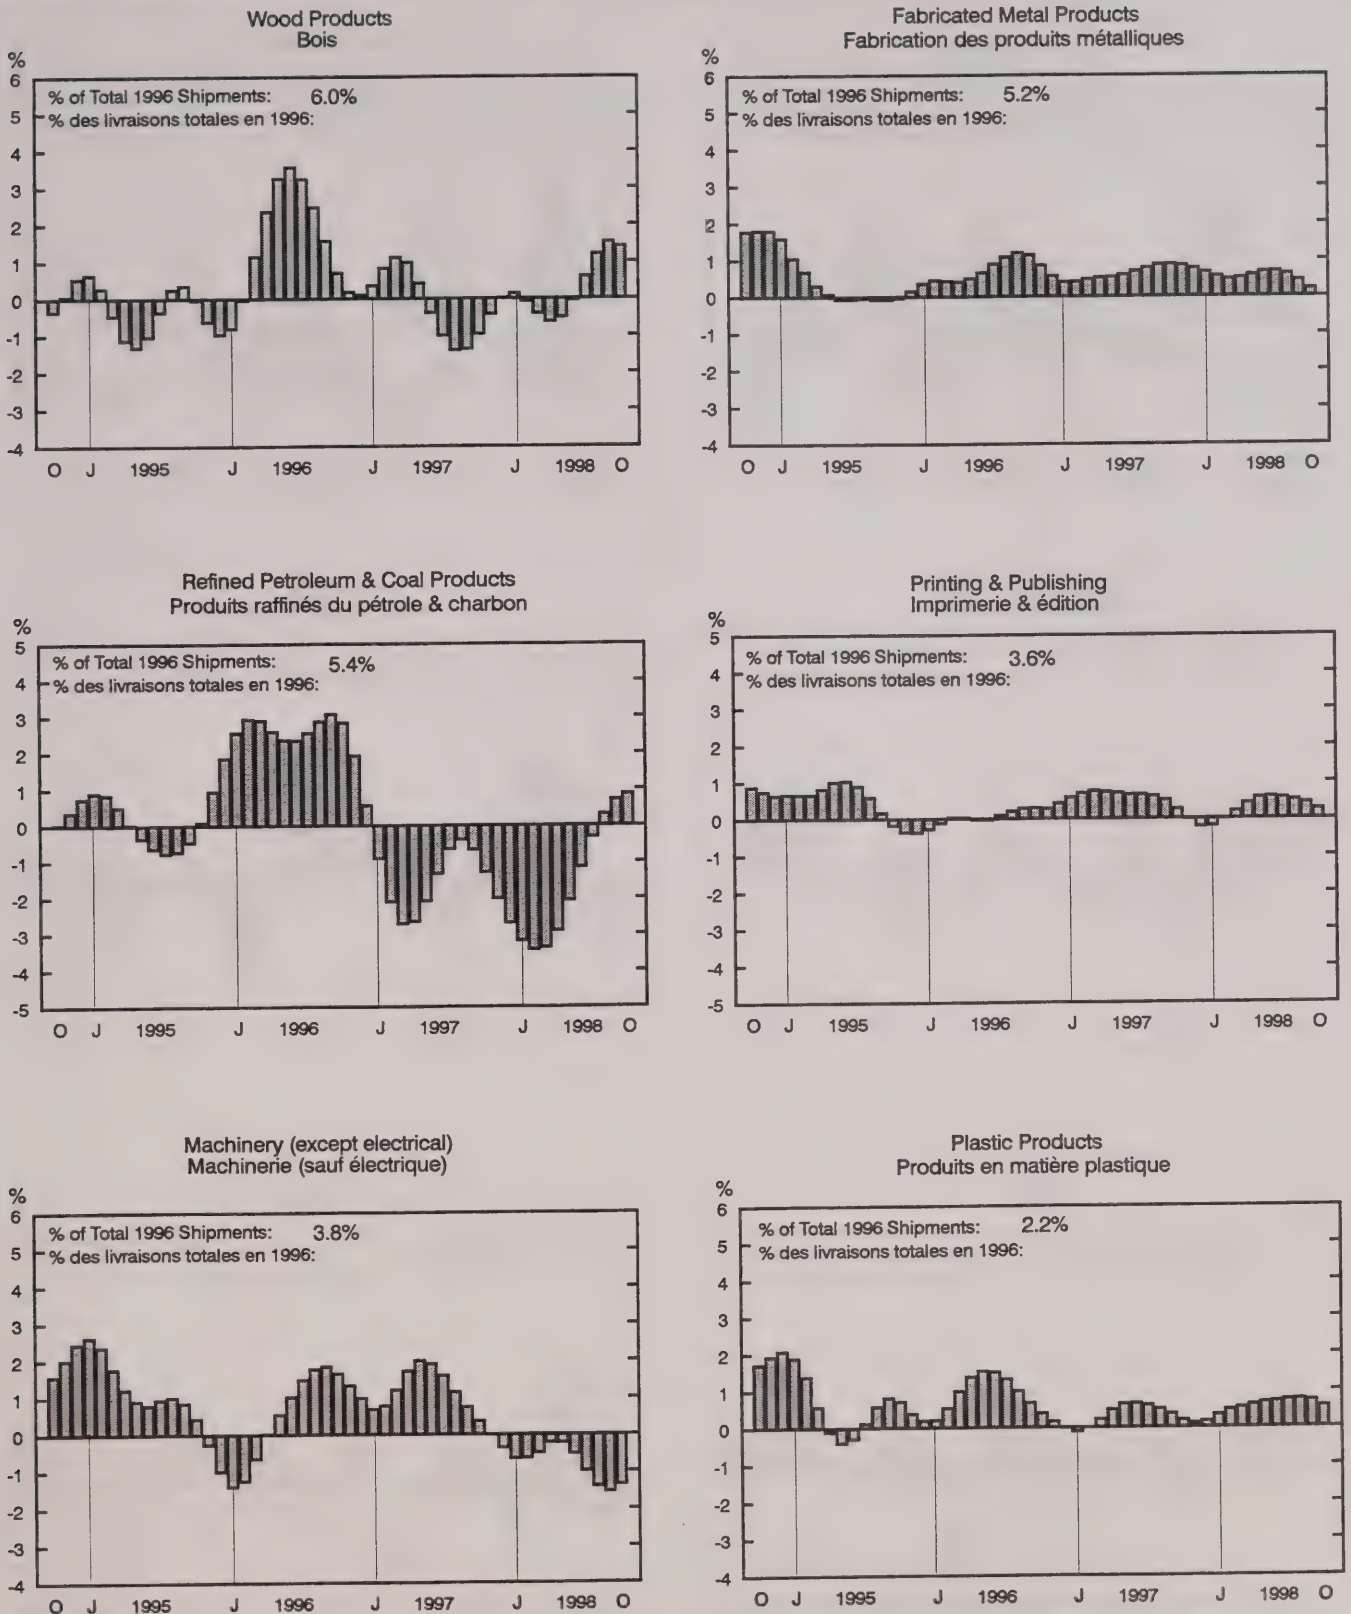 Wood Products
Bois
%
% of Total 1996 Shipments: 6.0%
% des livraisons totales en 1996:
6
5
4
3
2
1
0
-1
-2
-3
-4
O J 1995 J 1996 J 1997 J 1998 O
Fabricated Metal Products
Fabrication des produits métalliques
%
% of Total 1996 Shipments: 5.2%
% des livraisons totales en 1996:
6
5
4
3
2
1
0
-1
-2
-3
-4
O J 1995 J 1996 J 1997 J 1998 O
Refined Petroleum & Coal Products
Produits raffinés du pétrole & charbon
%
% of Total 1996 Shipments: 5.4%
% des livraisons totales en 1996:
5
4
3
2
1
0
-1
-2
-3
-4
-5
O J 1995 J 1996 J 1997 J 1998 O
Printing & Publishing
Imprimerie & édition
%
% of Total 1996 Shipments: 3.6%
% des livraisons totales en 1996:
5
4
3
2
1
0
-1
-2
-3
-4
-5
O J 1995 J 1996 J 1997 J 1998 O
Machinery (except electrical)
Machinerie (sauf électrique)
%
% of Total 1996 Shipments: 3.8%
% des livraisons totales en 1996:
6
5
4
3
2
1
0
-1
-2
-3
-4
O J 1995 J 1996 J 1997 J 1998 O
Plastic Products
Produits en matière plastique
%
% of Total 1996 Shipments: 2.2%
% des livraisons totales en 1996:
6
5
4
3
2
1
0
-1
-2
-3
-4
O J 1995 J 1996 J 1997 J 1998 O